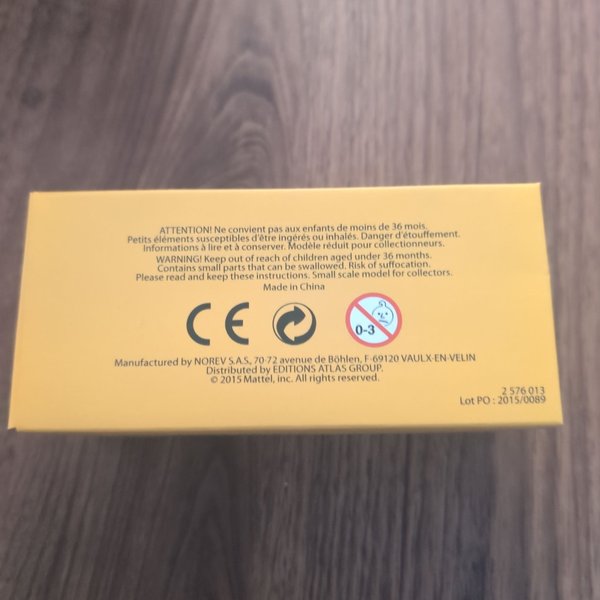 ATTENTION! Ne convient pas aux enfants de moins de 36 mois.
Petits éléments susceptibles d'être ingérés ou inhalés. Danger d'étouffement.
Informations à lire et à conserver. Modèle réduit pour collectionneurs.
WARNING! Keep out of reach of children aged under 36 months.
Contains small parts that can be swallowed. Risk of suffocation.
Please read and keep these instructions. Small scale model for collectors.
Made in China
CE
0-3
Manufactured by NOREV S.A.S, 70-72 avenue de Böhlen, F-69120 VAULX-EN-VELIN
Distributed by EDITIONS ATLAS GROUP.
© 2015 Mattel, inc. All rights reserved.
2 576 013
Lot PO : 2015/0089